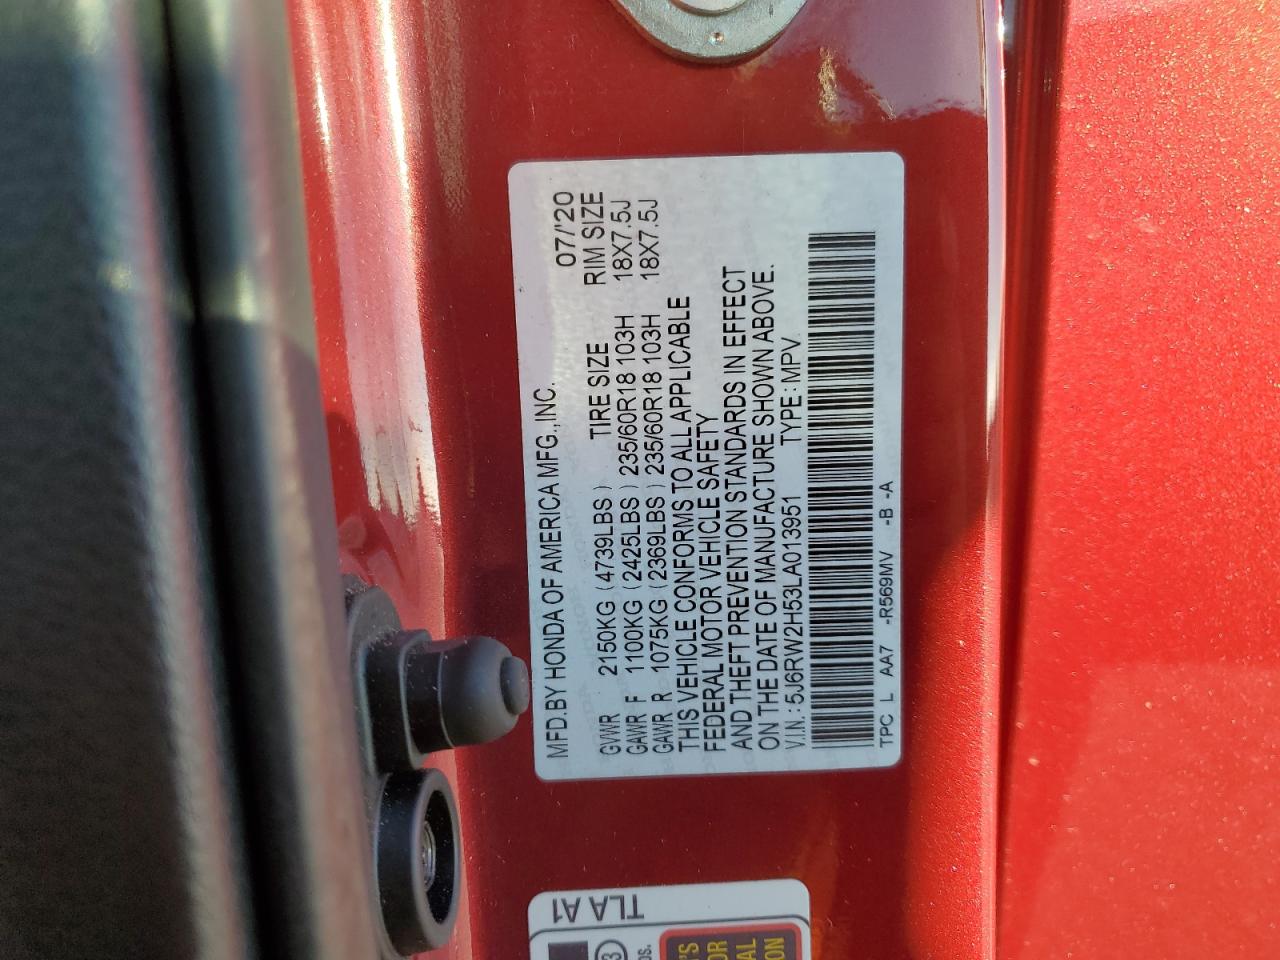 MFD.BY HONDA OF AMERICA MFG.,INC. 07/'20
TIRE SIZE RIM SIZE
GVWR 2150KG (4739LBS)
GAWR F 1100KG (2425LBS) 235/60R18 103H 18X7.5J
GAWR R 1075KG (2369LBS) 235/60R18 103H 18X7.5J
THIS VEHICLE CONFORMS TO ALL APPLICABLE
FEDERAL MOTOR VEHICLE SAFETY
AND THEFT PREVENTION STANDARDS IN EFFECT
ON THE DATE OF MANUFACTURE SHOWN ABOVE.
V.I.N.: 5J6RW2H53LA013951 TYPE: MPV
TPC L AA7 -R569MV -B -A
TLA A1